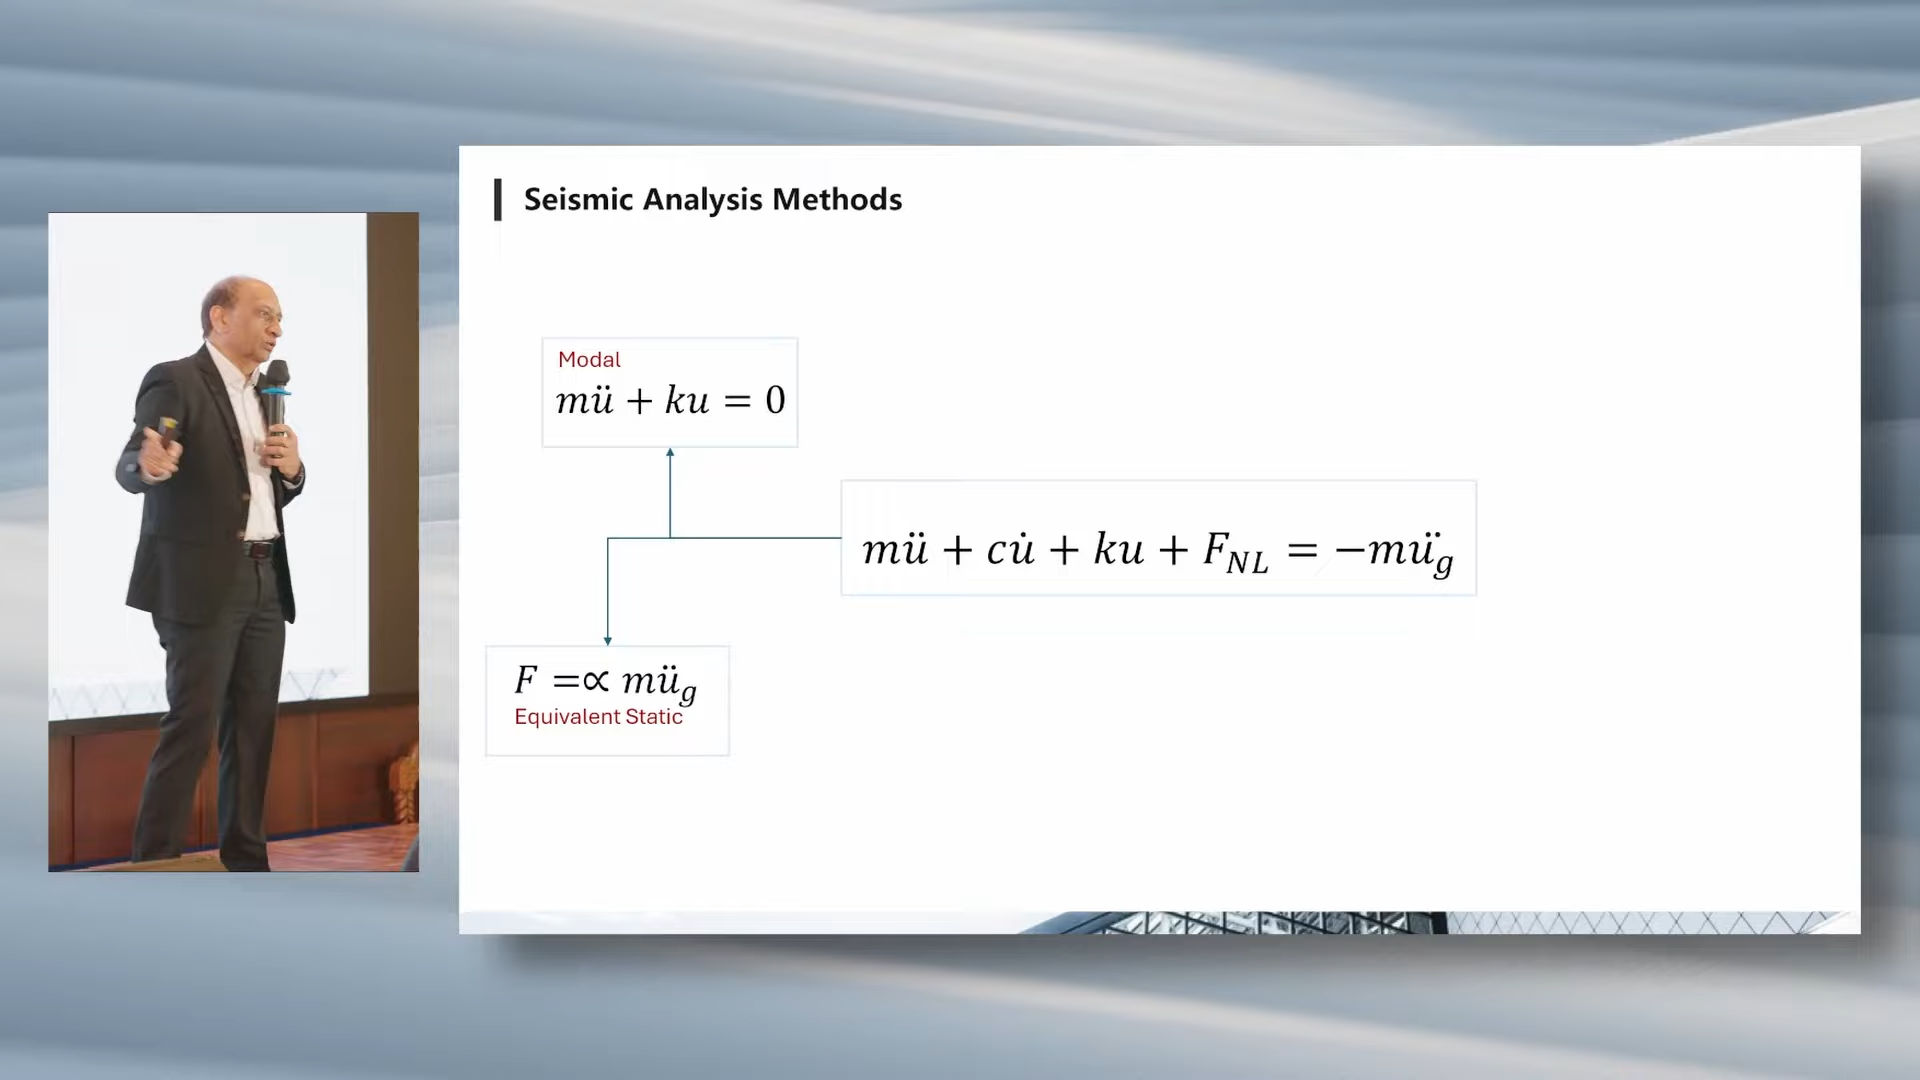 Seismic Analysis Methods
Modal
mü + ku = 0
mü + cu̇ + ku + F_NL = −mü_g
F =∝ mü_g
Equivalent Static